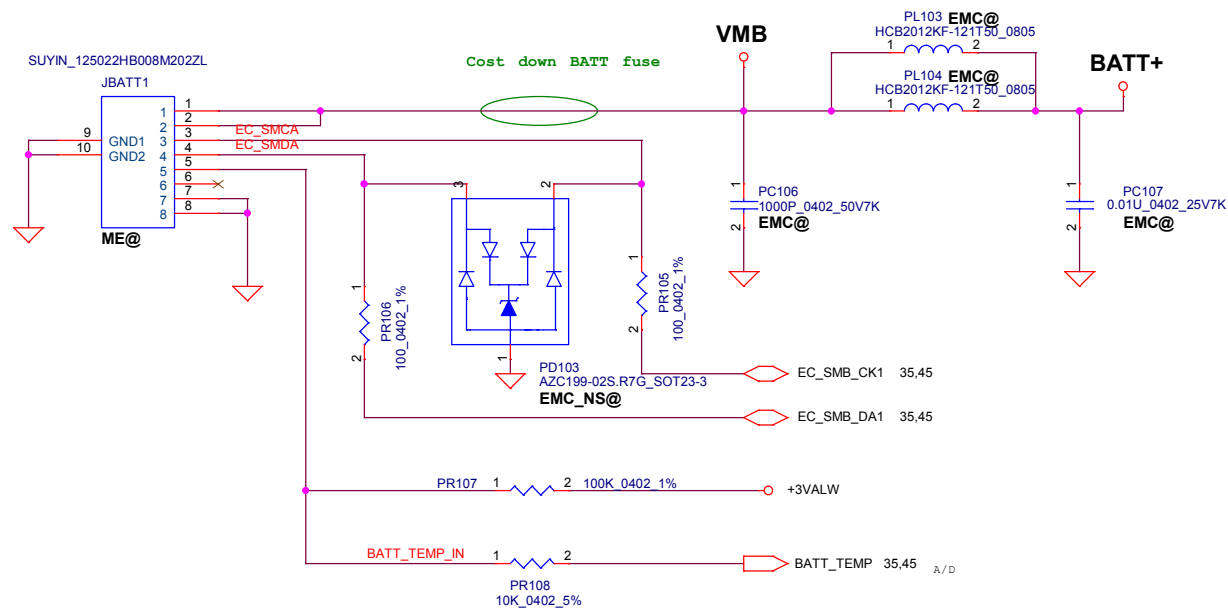 PL103 EMC@
HCB2012KF-121T50_0805
1 2
VMB
SUYIN_125022HB008M202ZL
Cost down BATT fuse
BATT+
JBATT1
PL104 EMC@
HCB2012KF-121T50_0805
1 2
1 1
2 2
EC_SMCA
9 GND1 3 3
EC_SMDA
10 GND2 4 4
5 5
6 6
7 7
8 8
ME@
3 2
1
PC106
1000P_0402_50V7K
EMC@
2
1
PC107
0.01U_0402_25V7K
EMC@
2
1
PR106
100_0402_1%
2
1
PR105
100_0402_1%
2
1
PD103
AZC199-02S.R7G_SOT23-3
EMC_NS@
EC_SMB_CK1 35,45
EC_SMB_DA1 35,45
PR107 1 2 100K_0402_1% +3VALW
BATT_TEMP_IN 1 2 BATT_TEMP 35,45 A/D
PR108
10K_0402_5%